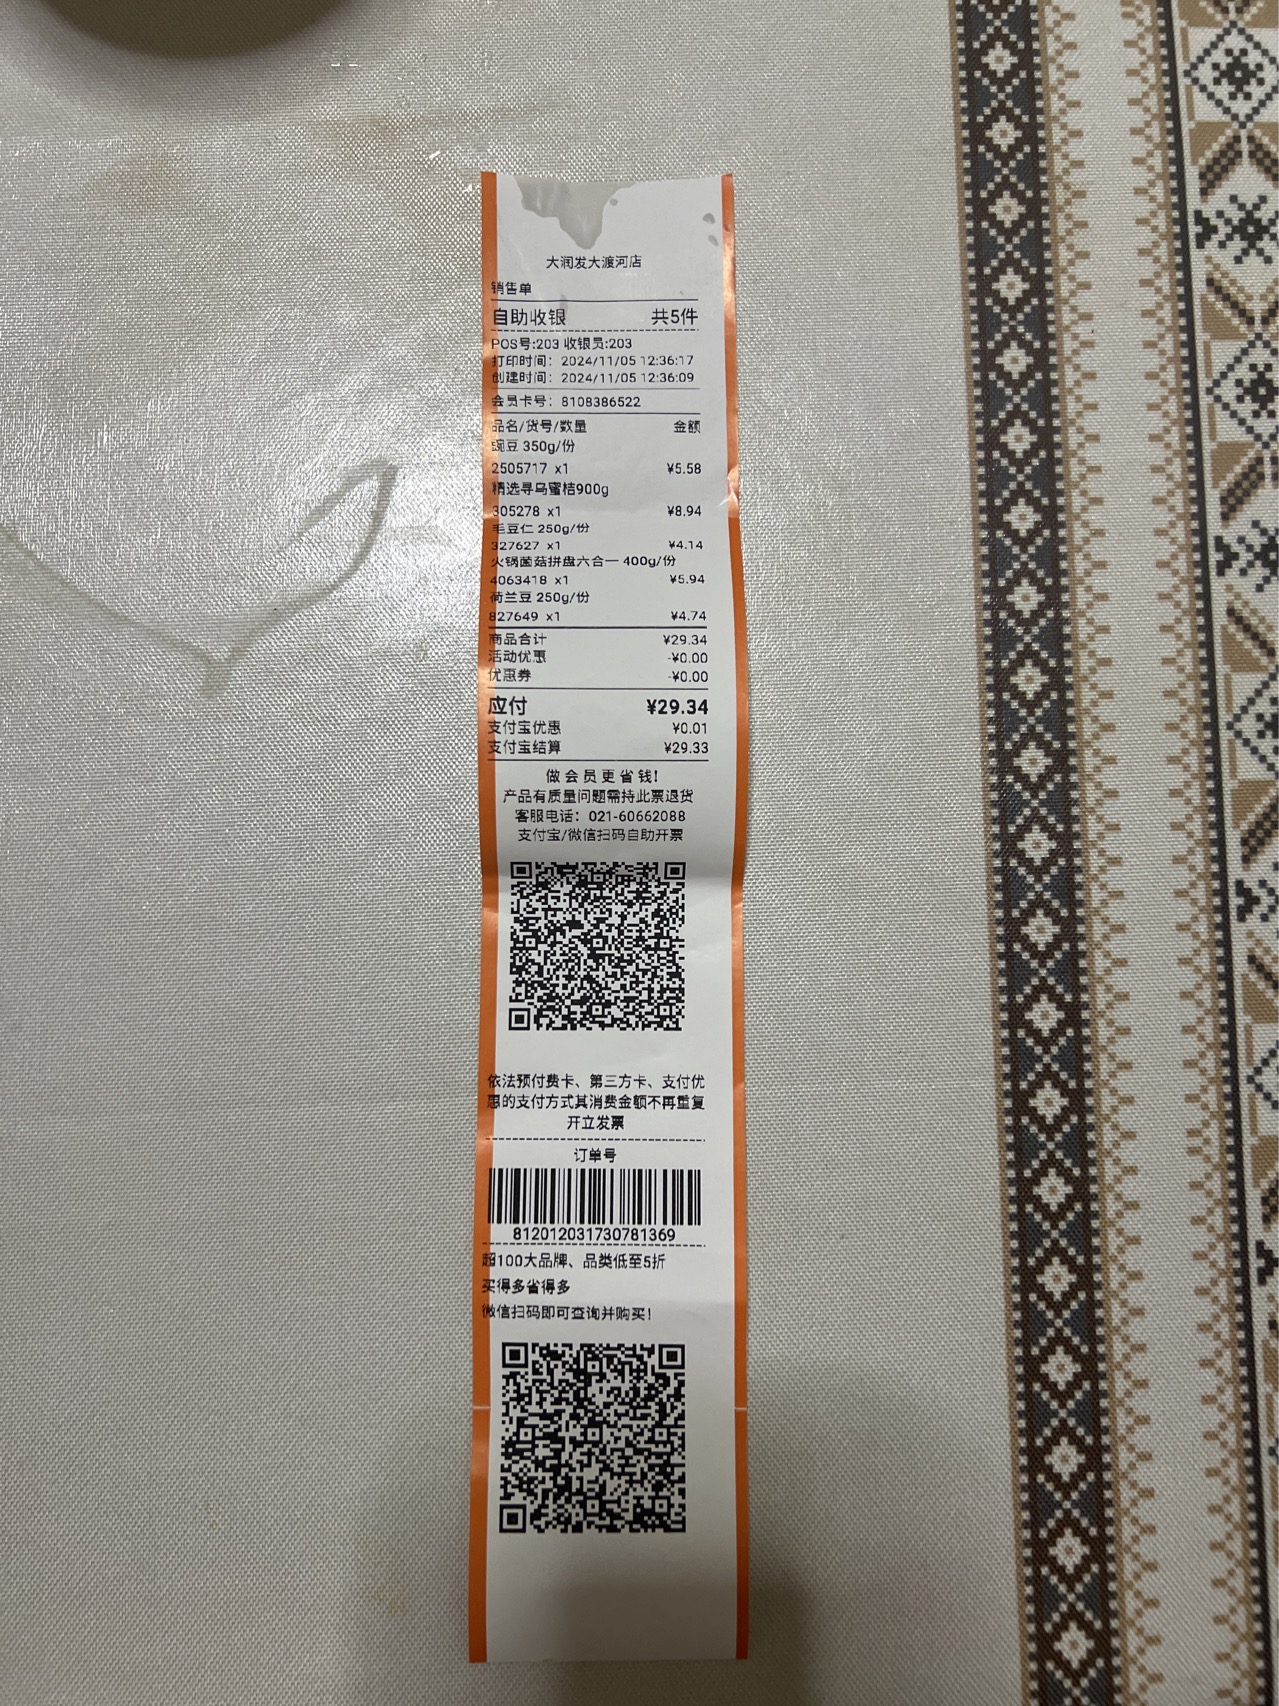 大润发大渡河店
销售单
自助收银 共5件
POS号:203 收银员:203
打印时间：2024/11/05 12:36:17
创建时间：2024/11/05 12:36:09
会员卡号：8108386522
品名/货号/数量 金额
豌豆 350g/份
2505717 x1 ¥5.58
精选寻乌蜜桔900g
305278 x1 ¥8.94
毛豆仁 250g/份
327627 x1 ¥4.14
火锅菌菇拼盘六合一 400g/份
4063418 x1 ¥5.94
荷兰豆 250g/份
827649 x1 ¥4.74
商品合计 ¥29.34
活动优惠 -¥0.00
优惠券 -¥0.00
应付 ¥29.34
支付宝优惠 ¥0.01
支付宝结算 ¥29.33
做会员更省钱!
产品有质量问题需持此票退货
客服电话：021-60662088
支付宝/微信扫码自助开票
依法预付费卡、第三方卡、支付优
惠的支付方式其消费金额不再重复
开立发票
订单号
812012031730781369
超100大品牌、品类低至5折
买得多省得多
微信扫码即可查询并购买!